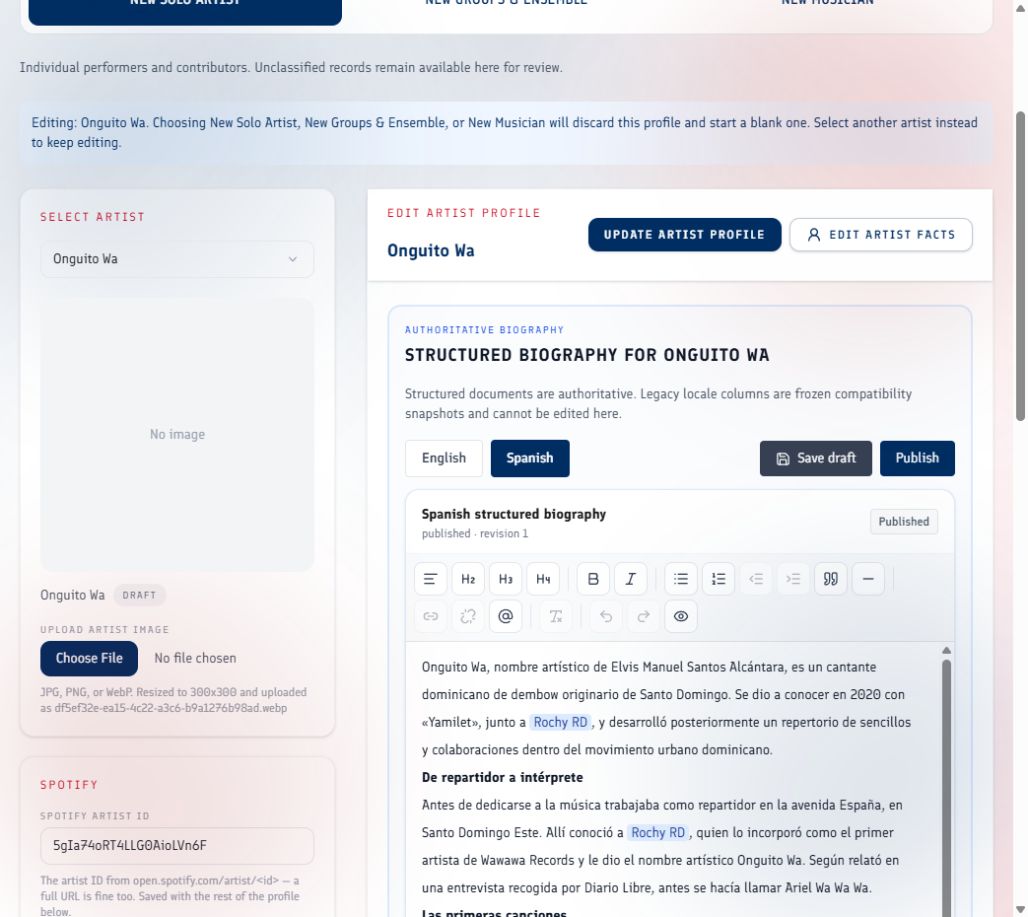 NEW SOLO ARTIST
NEW GROUPS & ENSEMBLE
NEW MUSICIAN
Individual performers and contributors. Unclassified records remain available here for review.
Editing: Onguito Wa. Choosing New Solo Artist, New Groups & Ensemble, or New Musician will discard this profile and start a blank one. Select another artist instead
to keep editing.
SELECT ARTIST
Onguito Wa
No image
Onguito Wa DRAFT
UPLOAD ARTIST IMAGE
Choose File No file chosen
JPG, PNG, or WebP. Resized to 300x300 and uploaded
as df5ef32e-ea15-4c22-a3c6-b9a1276b98ad.webp
SPOTIFY
SPOTIFY ARTIST ID
5gIa74oRT4LLG0AioLVn6F
The artist ID from open.spotify.com/artist/<id> — a
full URL is fine too. Saved with the rest of the profile
below.
EDIT ARTIST PROFILE
Onguito Wa
UPDATE ARTIST PROFILE
EDIT ARTIST FACTS
AUTHORITATIVE BIOGRAPHY
STRUCTURED BIOGRAPHY FOR ONGUITO WA
Structured documents are authoritative. Legacy locale columns are frozen compatibility
snapshots and cannot be edited here.
English
Spanish
Save draft
Publish
Spanish structured biography
published · revision 1
Published
H2 H3 H4 B I
Onguito Wa, nombre artístico de Elvis Manuel Santos Alcántara, es un cantante
dominicano de dembow originario de Santo Domingo. Se dio a conocer en 2020 con
«Yamilet», junto a Rochy RD, y desarrolló posteriormente un repertorio de sencillos
y colaboraciones dentro del movimiento urbano dominicano.
De repartidor a intérprete
Antes de dedicarse a la música trabajaba como repartidor en la avenida España, en
Santo Domingo Este. Allí conoció a Rochy RD, quien lo incorporó como el primer
artista de Wawawa Records y le dio el nombre artístico Onguito Wa. Según relató en
una entrevista recogida por Diario Libre, antes se hacía llamar Ariel Wa Wa Wa.
Las primeras canciones